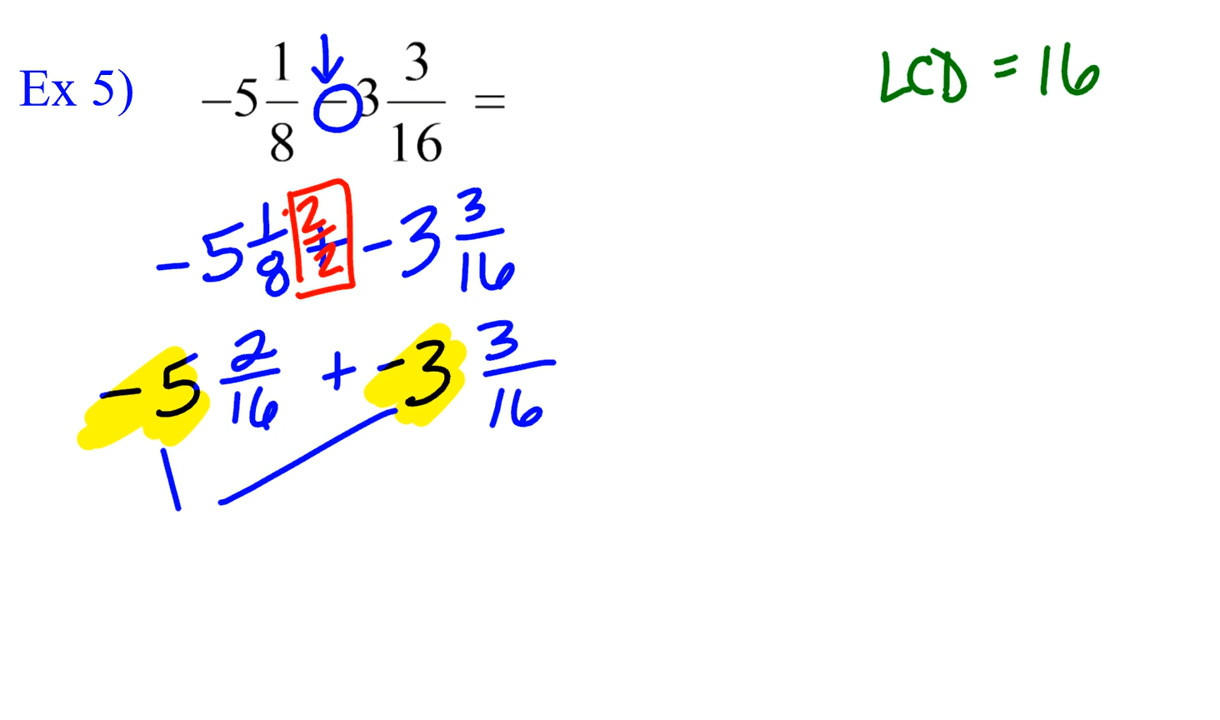 Ex 5) −5 1/8 − 3 3/16 =
LCD = 16
−5 1/8 · 2/2 + −3 3/16
−5 2/16 + −3 3/16